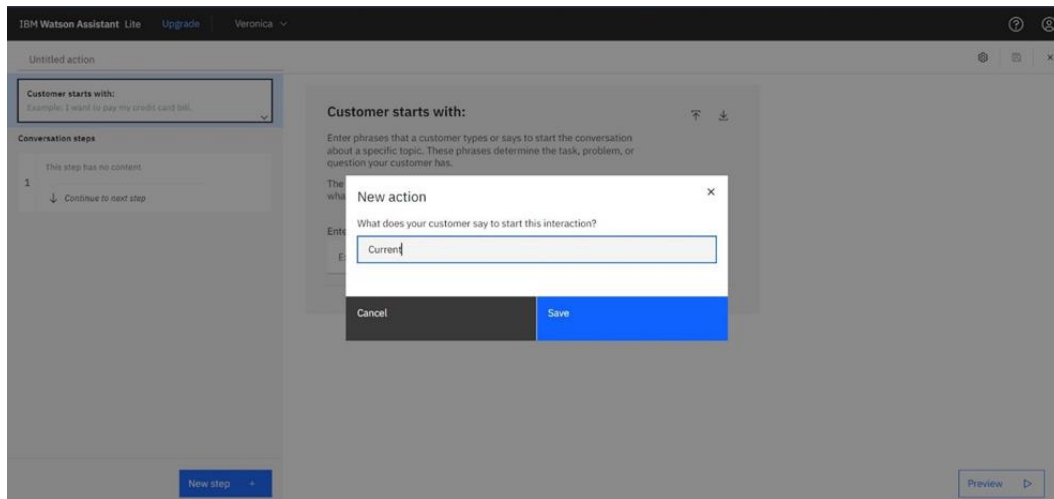 IBM Watson Assistant Lite Upgrade Veronica
Untitled action
Customer starts with:
Example: I want to pay my credit card bill.
Conversation steps
This step has no content
1
Continue to next step
New step +
Customer starts with:
Enter phrases that a customer types or says to start the conversation
about a specific topic. These phrases determine the task, problem, or
question your customer has.
The
wha
Ente
New action
What does your customer say to start this interaction?
Current
Cancel
Save
Preview